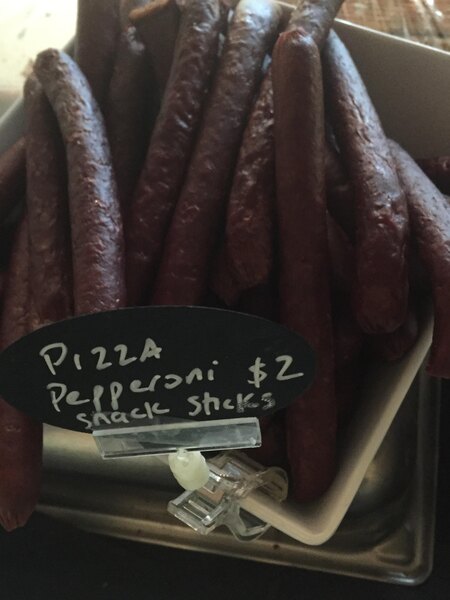 PIZZA
Pepperoni $2
snack sticks